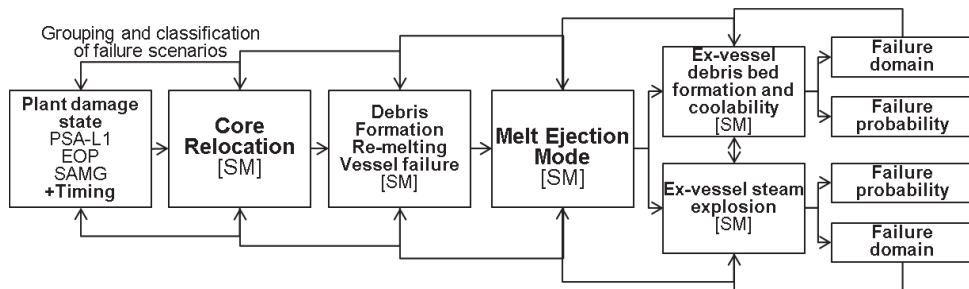 Grouping and classification
of failure scenarios
Plant damage
state
PSA-L1
EOP
SAMG
+Timing
Core
Relocation
[SM]
Debris
Formation
Re-melting
Vessel failure
[SM]
Melt Ejection
Mode
[SM]
Ex-vessel
debris bed
formation and
coolability
[SM]
Ex-vessel steam
explosion
[SM]
Failure
domain
Failure
probability
Failure
probability
Failure
domain